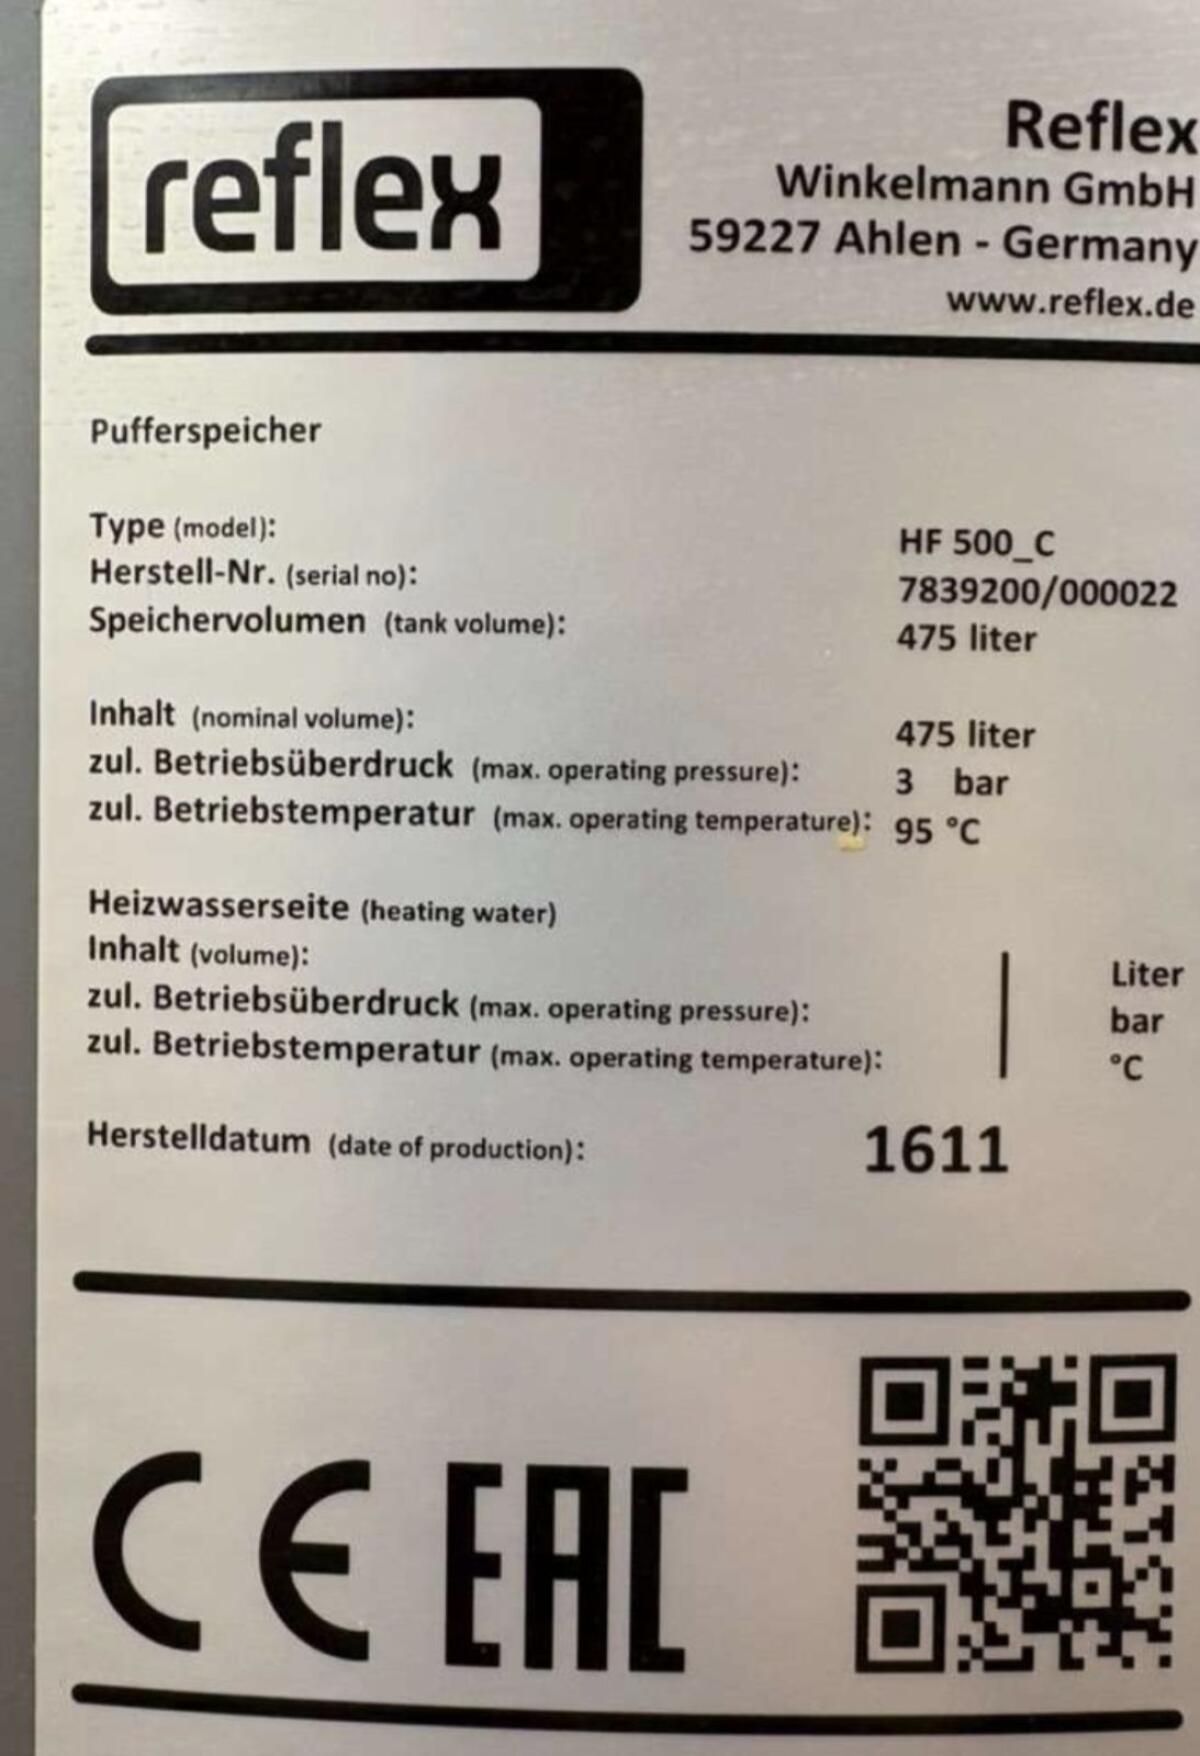 reflex
Reflex
Winkelmann GmbH
59227 Ahlen - Germany
www.reflex.de
Pufferspeicher
Type (model): HF 500_C
Herstell-Nr. (serial no): 7839200/000022
Speichervolumen (tank volume): 475 liter
Inhalt (nominal volume): 475 liter
zul. Betriebsüberdruck (max. operating pressure): 3 bar
zul. Betriebstemperatur (max. operating temperature): 95 °C
Heizwasserseite (heating water)
Inhalt (volume): Liter
zul. Betriebsüberdruck (max. operating pressure): bar
zul. Betriebstemperatur (max. operating temperature): °C
Herstelldatum (date of production): 1611
CE EAC